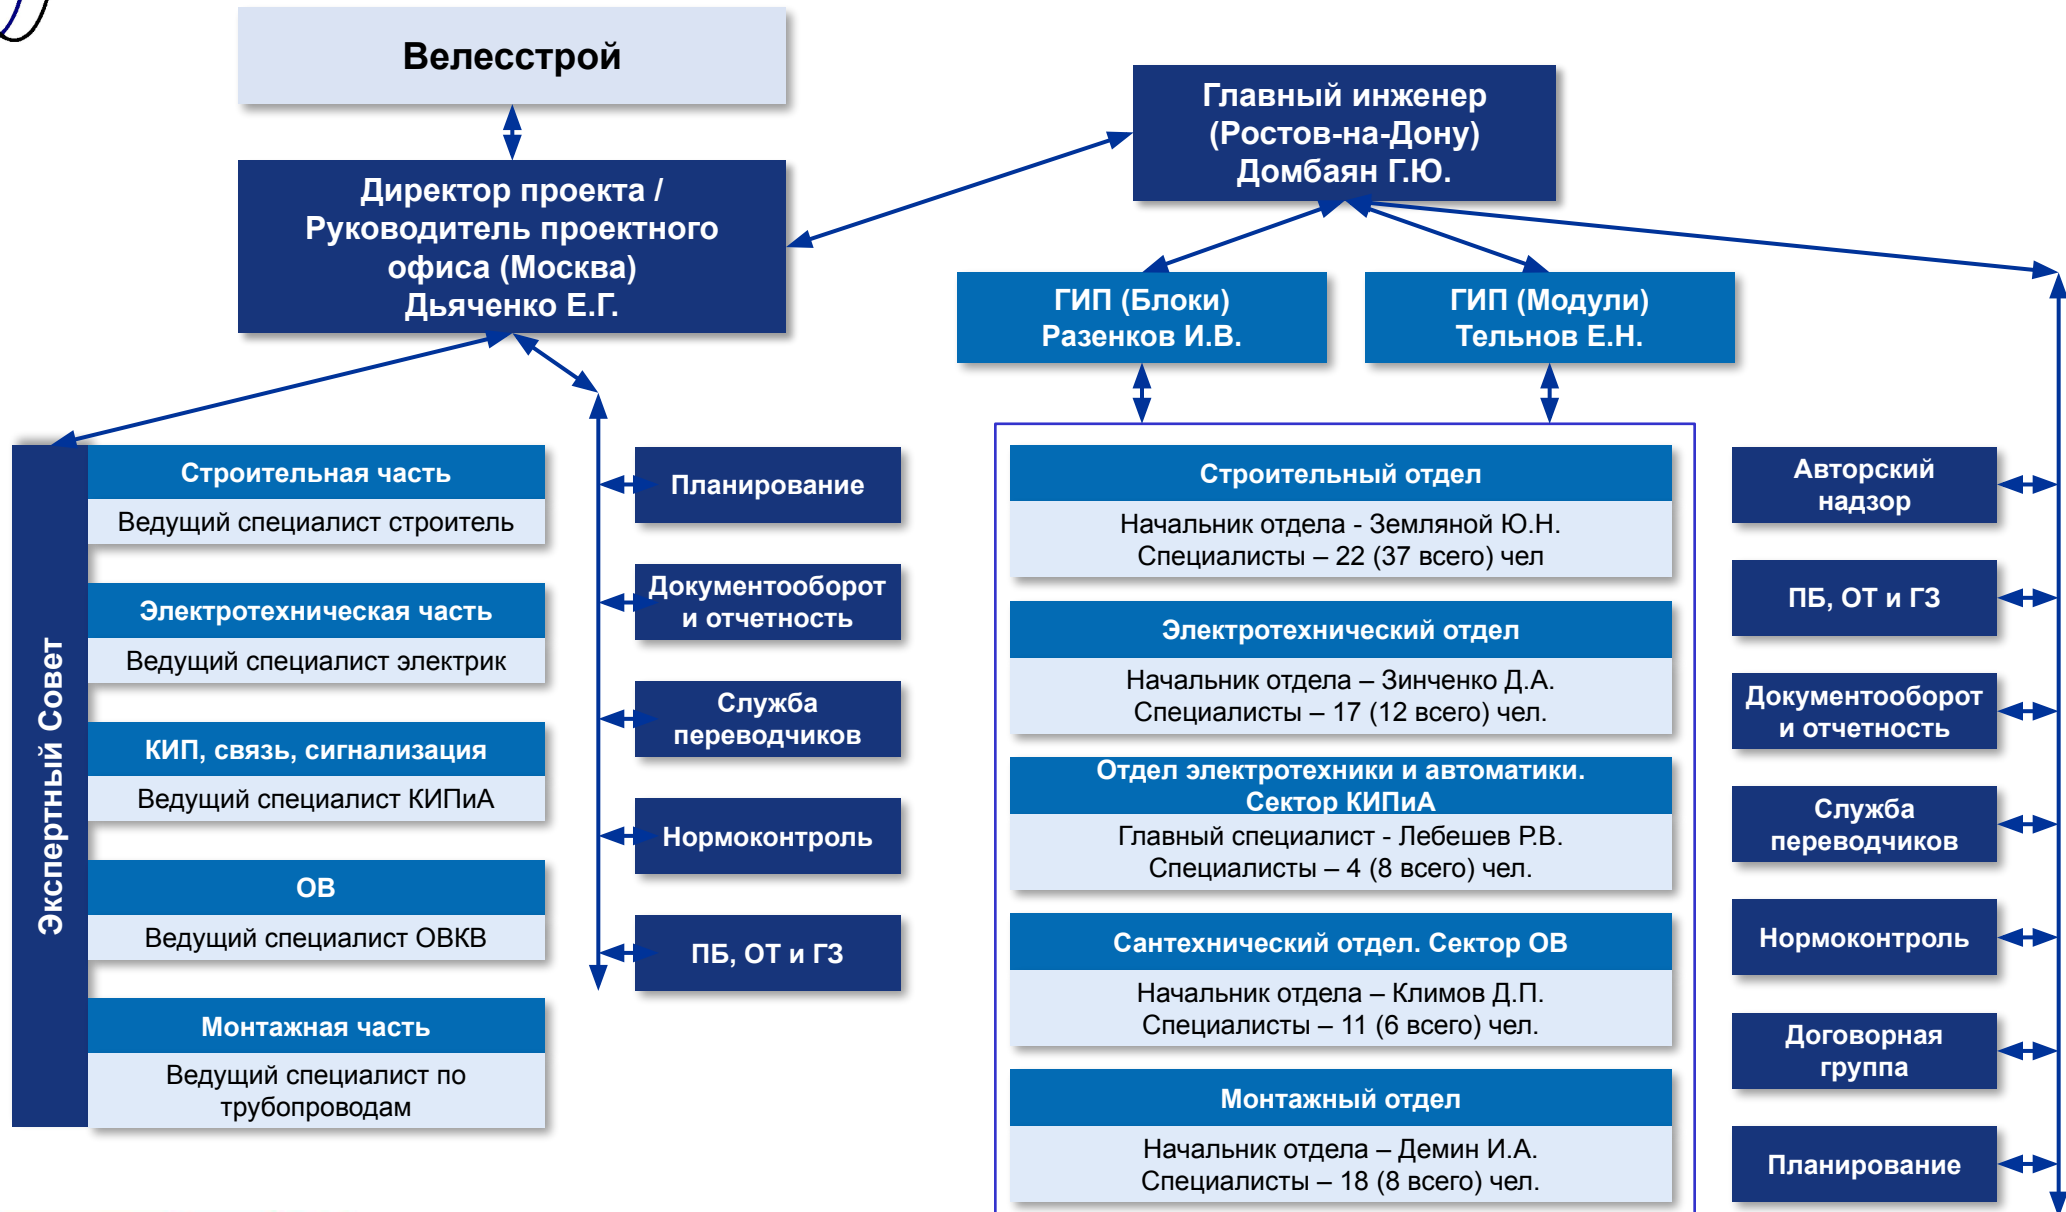 Велесстрой
Директор проекта /
Руководитель проектного
офиса (Москва)
Дьяченко Е.Г.
Главный инженер
(Ростов-на-Дону)
Домбаян Г.Ю.
ГИП (Блоки)
Разенков И.В.
ГИП (Модули)
Тельнов Е.Н.
Экспертный Совет
Строительная часть
Ведущий специалист строитель
Электротехническая часть
Ведущий специалист электрик
КИП, связь, сигнализация
Ведущий специалист КИПиА
ОВ
Ведущий специалист ОВКВ
Монтажная часть
Ведущий специалист по
трубопроводам
Планирование
Документооборот
и отчетность
Служба
переводчиков
Нормоконтроль
ПБ, ОТ и ГЗ
Строительный отдел
Начальник отдела - Земляной Ю.Н.
Специалисты – 22 (37 всего) чел
Электротехнический отдел
Начальник отдела – Зинченко Д.А.
Специалисты – 17 (12 всего) чел.
Отдел электротехники и автоматики.
Сектор КИПиА
Главный специалист - Лебешев Р.В.
Специалисты – 4 (8 всего) чел.
Сантехнический отдел. Сектор ОВ
Начальник отдела – Климов Д.П.
Специалисты – 11 (6 всего) чел.
Монтажный отдел
Начальник отдела – Демин И.А.
Специалисты – 18 (8 всего) чел.
Авторский
надзор
ПБ, ОТ и ГЗ
Документооборот
и отчетность
Служба
переводчиков
Нормоконтроль
Договорная
группа
Планирование